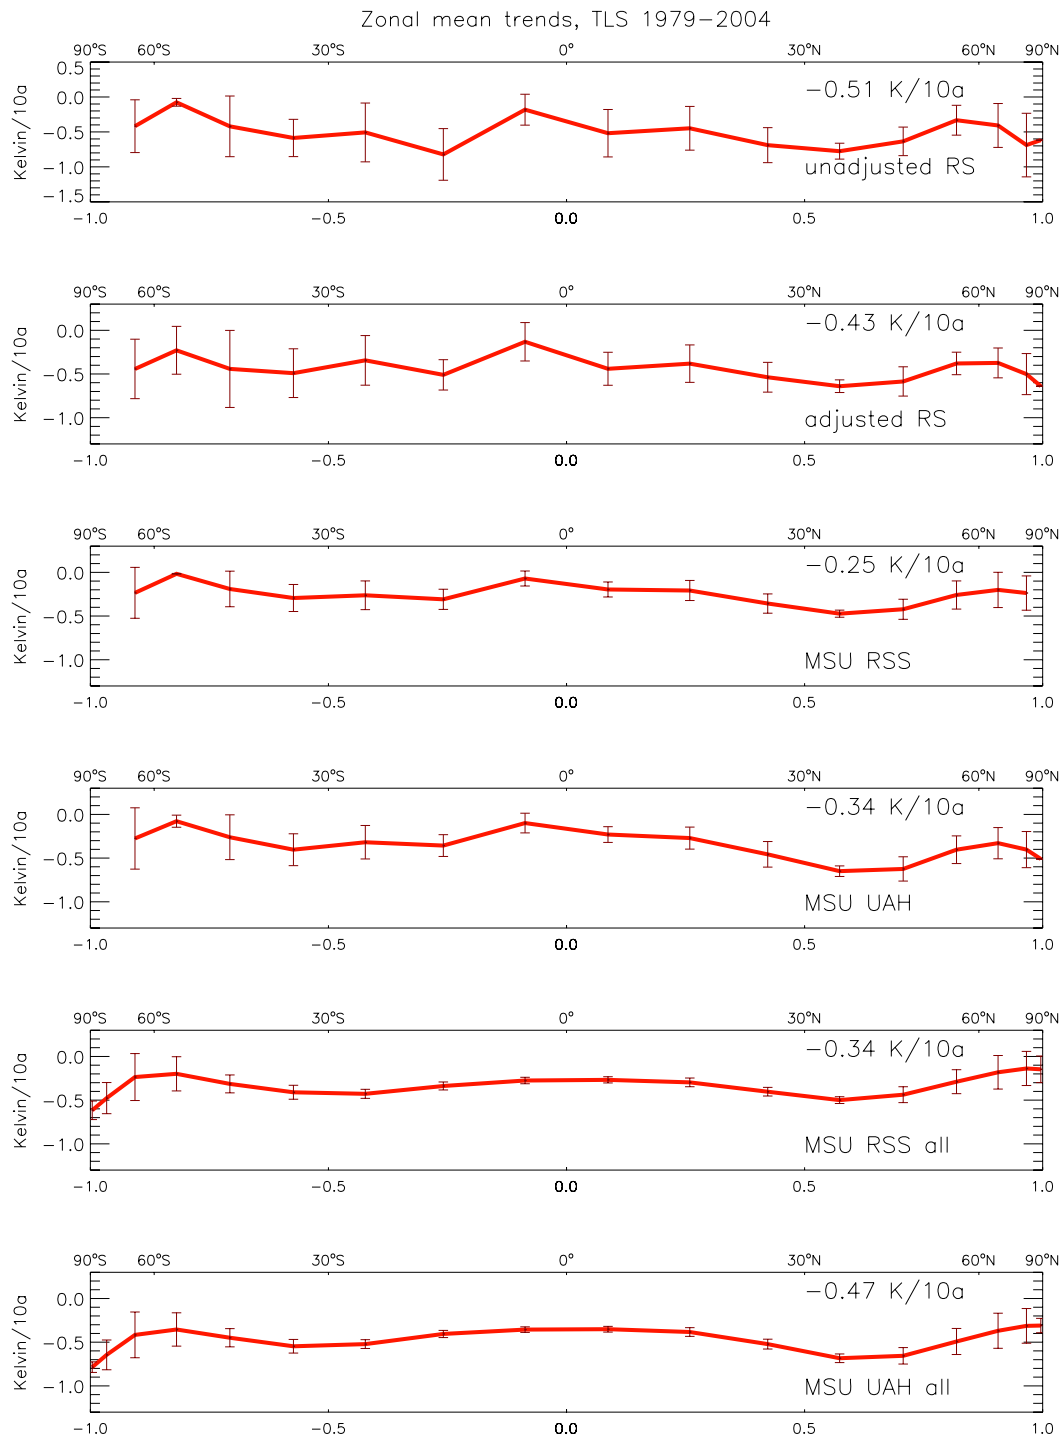 Zonal mean trends, TLS 1979−2004
90°S 60°S 30°S 0° 30°N 60°N 90°N
0.5
0.0
−0.5
−1.0
−1.5
Kelvin/10a
−0.51 K/10a
unadjusted RS
−1.0 −0.5 0.0 0.5 1.0
90°S 60°S 30°S 0° 30°N 60°N 90°N
0.0
−0.5
−1.0
Kelvin/10a
−0.43 K/10a
adjusted RS
−1.0 −0.5 0.0 0.5 1.0
90°S 60°S 30°S 0° 30°N 60°N 90°N
0.0
−0.5
−1.0
Kelvin/10a
−0.25 K/10a
MSU RSS
−1.0 −0.5 0.0 0.5 1.0
90°S 60°S 30°S 0° 30°N 60°N 90°N
0.0
−0.5
−1.0
Kelvin/10a
−0.34 K/10a
MSU UAH
−1.0 −0.5 0.0 0.5 1.0
90°S 60°S 30°S 0° 30°N 60°N 90°N
0.0
−0.5
−1.0
Kelvin/10a
−0.34 K/10a
MSU RSS all
−1.0 −0.5 0.0 0.5 1.0
90°S 60°S 30°S 0° 30°N 60°N 90°N
0.0
−0.5
−1.0
Kelvin/10a
−0.47 K/10a
MSU UAH all
−1.0 −0.5 0.0 0.5 1.0